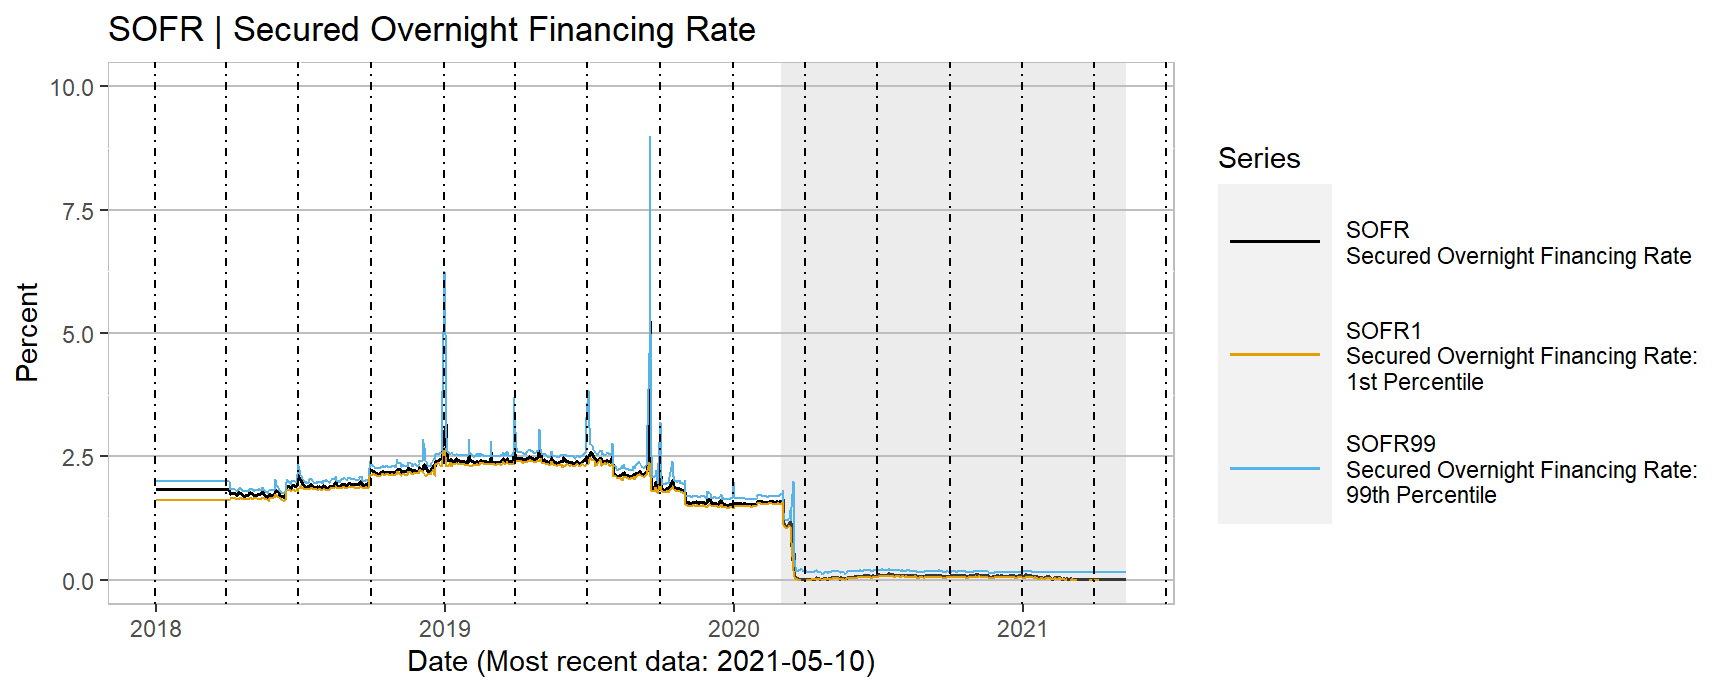 SOFR | Secured Overnight Financing Rate
10.0
7.5
5.0
2.5
0.0
Percent
2018
2019
2020
2021
Date (Most recent data: 2021-05-10)
Series
SOFR
Secured Overnight Financing Rate
SOFR1
Secured Overnight Financing Rate:
1st Percentile
SOFR99
Secured Overnight Financing Rate:
99th Percentile